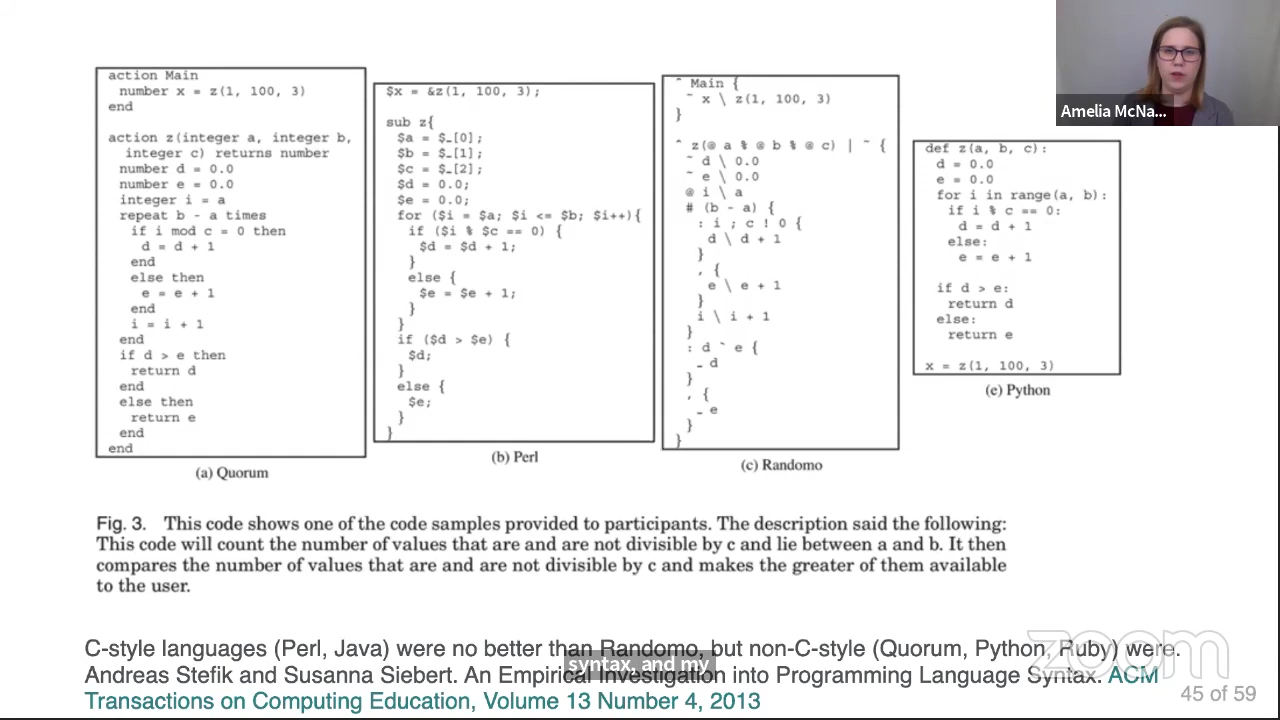 Amelia McNa...
action Main
number x = z(1, 100, 3)
end
action z(integer a, integer b,
integer c) returns number
number d = 0.0
number e = 0.0
integer i = a
repeat b - a times
if i mod c = 0 then
d = d + 1
end
else then
e = e + 1
end
i = i + 1
end
if d > e then
return d
end
else then
return e
end
end
(a) Quorum
$x = &z(1, 100, 3);
sub z{
$a = $_[0];
$b = $_[1];
$c = $_[2];
$d = 0.0;
$e = 0.0;
for ($i = $a; $i <= $b; $i++){
if ($i % $c == 0) {
$d = $d + 1;
}
else {
$e = $e + 1;
}
}
if ($d > $e) {
$d;
}
else {
$e;
}
}
(b) Perl
^ Main {
~ x \ z(1, 100, 3)
}
^ z(@ a % @ b % @ c) | ~ {
~ d \ 0.0
~ e \ 0.0
@ i \ a
# (b - a) {
: i ; c ! 0 {
d \ d + 1
}
, {
e \ e + 1
}
i \ i + 1
}
: d ` e {
_ d
}
, {
_ e
}
}
(c) Randomo
def z(a, b, c):
d = 0.0
e = 0.0
for i in range(a, b):
if i % c == 0:
d = d + 1
else:
e = e + 1
if d > e:
return d
else:
return e
x = z(1, 100, 3)
(e) Python
Fig. 3. This code shows one of the code samples provided to participants. The description said the following:
This code will count the number of values that are and are not divisible by c and lie between a and b. It then
compares the number of values that are and are not divisible by c and makes the greater of them available
to the user.
C-style languages (Perl, Java) were no better than Randomo, but non-C-style (Quorum, Python, Ruby) were.
syntax, and my
Andreas Stefik and Susanna Siebert. An Empirical Investigation into Programming Language Syntax. ACM
Transactions on Computing Education, Volume 13 Number 4, 2013
zoom
45 of 59